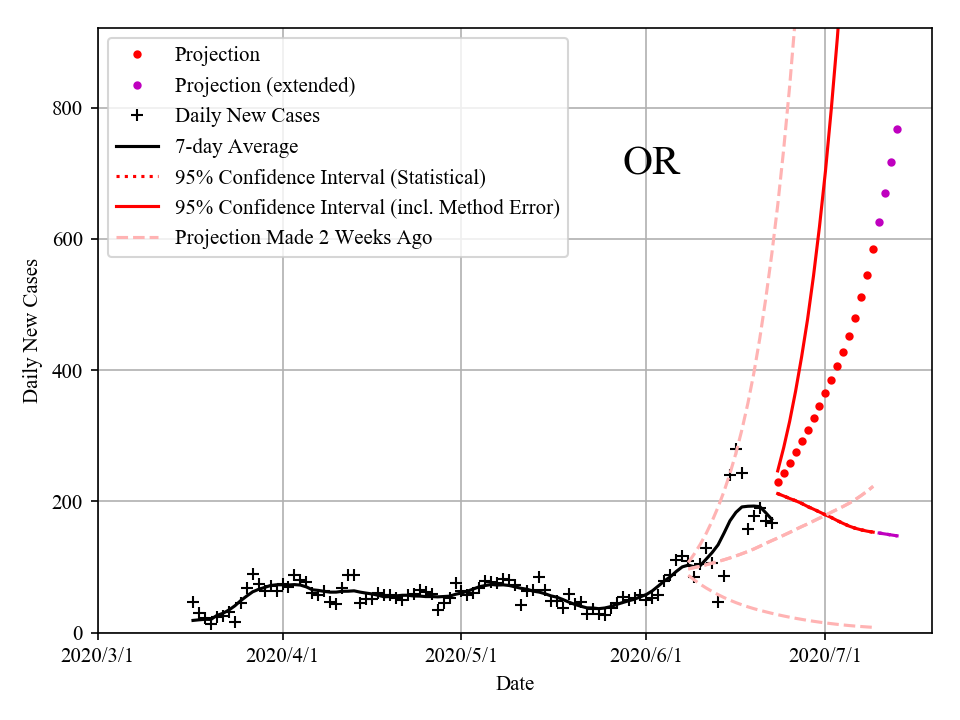 Projection
Projection (extended)
Daily New Cases
7-day Average
95% Confidence Interval (Statistical)
95% Confidence Interval (incl. Method Error)
Projection Made 2 Weeks Ago
OR
800
600
400
200
0
Daily New Cases
2020/3/1 2020/4/1 2020/5/1 2020/6/1 2020/7/1
Date